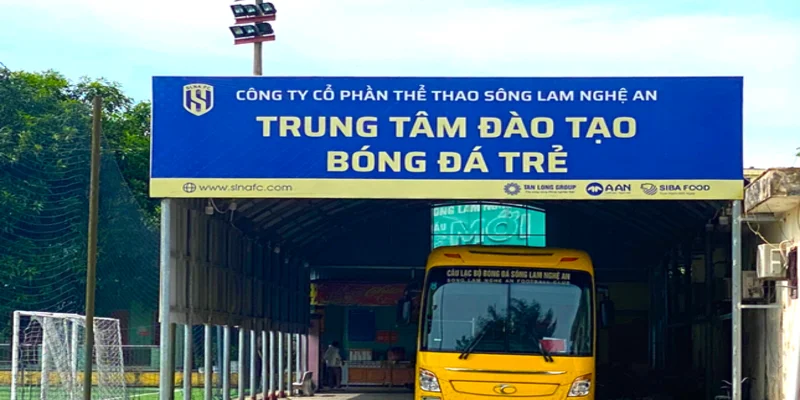 SLNA FC
CÔNG TY CỔ PHẦN THỂ THAO SÔNG LAM NGHỆ AN
TRUNG TÂM ĐÀO TẠO
BÓNG ĐÁ TRẺ
www.slnafc.com
TAN LONG GROUP
AAN
SIBA FOOD
CÂU LẠC BỘ BÓNG ĐÁ SÔNG LAM NGHỆ AN
SONG LAM NGHE AN FOOTBALL CLUB